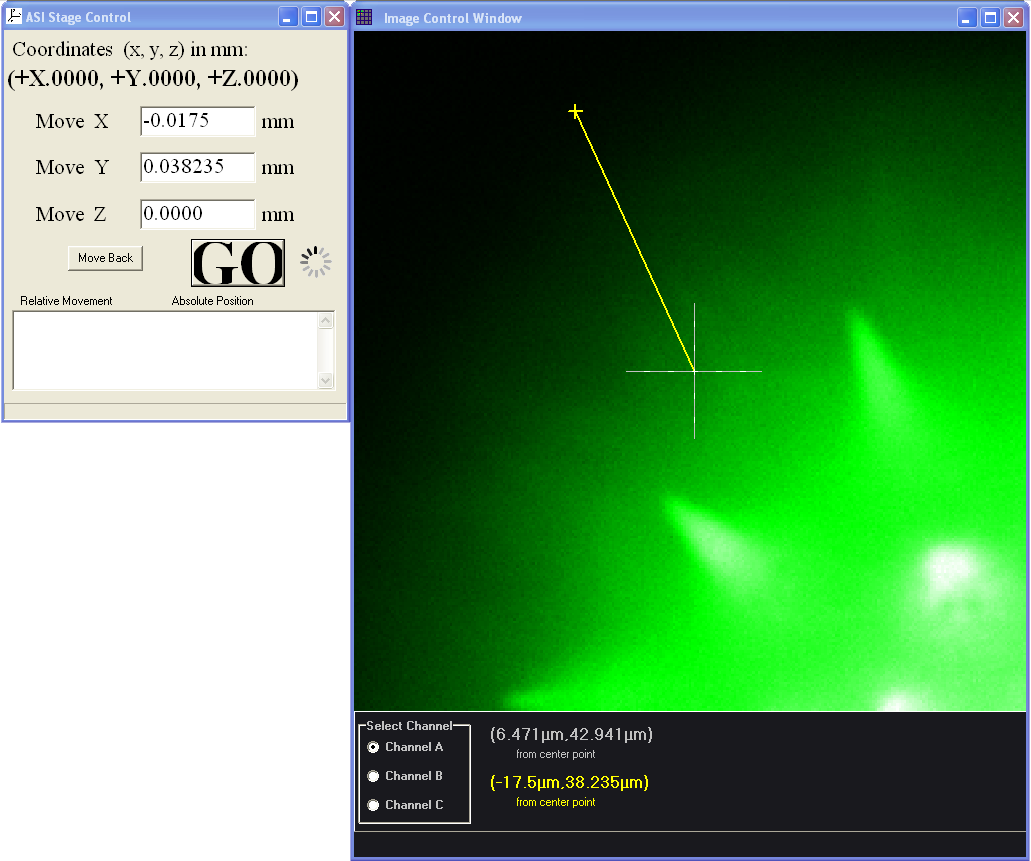 ASI Stage Control
Coordinates (x, y, z) in mm:
(+X.0000, +Y.0000, +Z.0000)
Move X -0.0175 mm
Move Y 0.038235 mm
Move Z 0.0000 mm
Move Back GO
Relative Movement Absolute Position
Image Control Window
Select Channel
Channel A
Channel B
Channel C
(6.471µm,42.941µm)
from center point
(-17.5µm,38.235µm)
from center point